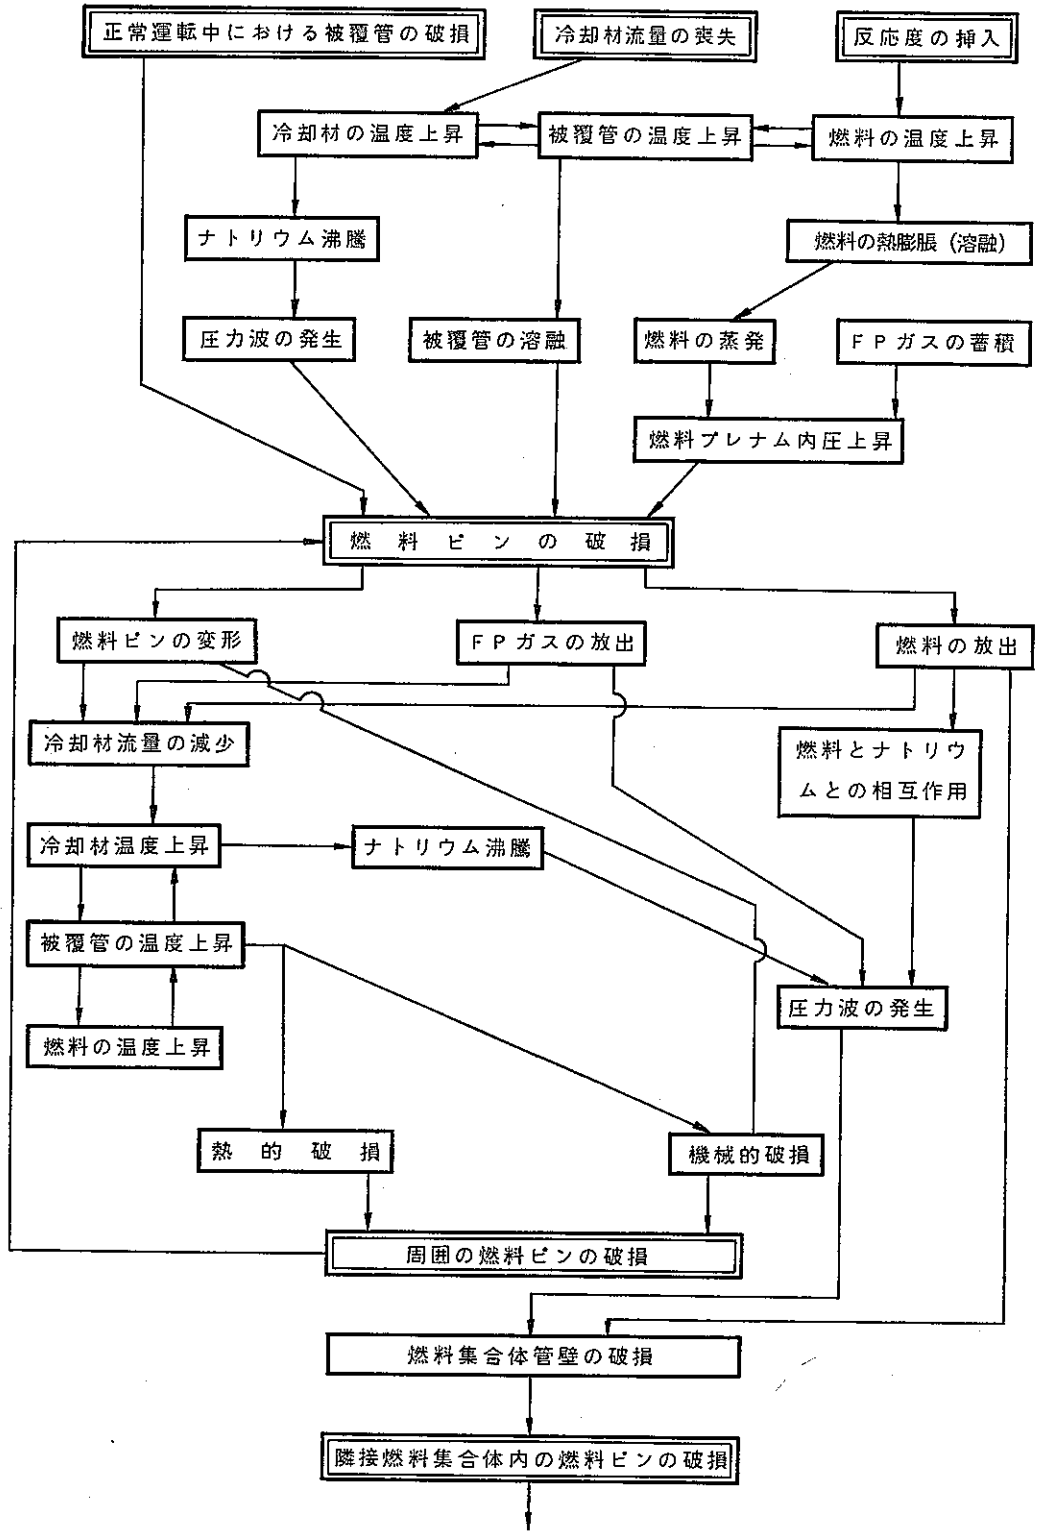 正常運転中における被覆管の破損
冷却材流量の喪失
反応度の挿入
冷却材の温度上昇
被覆管の温度上昇
燃料の温度上昇
ナトリウム沸騰
燃料の熱膨脹(溶融)
圧力波の発生
被覆管の溶融
燃料の蒸発
FPガスの蓄積
燃料プレナム内圧上昇
燃料ピンの破損
燃料ピンの変形
FPガスの放出
燃料の放出
冷却材流量の減少
燃料とナトリウ
ムとの相互作用
冷却材温度上昇
ナトリウム沸騰
被覆管の温度上昇
圧力波の発生
燃料の温度上昇
熱的破損
機械的破損
周囲の燃料ピンの破損
燃料集合体管壁の破損
隣接燃料集合体内の燃料ピンの破損